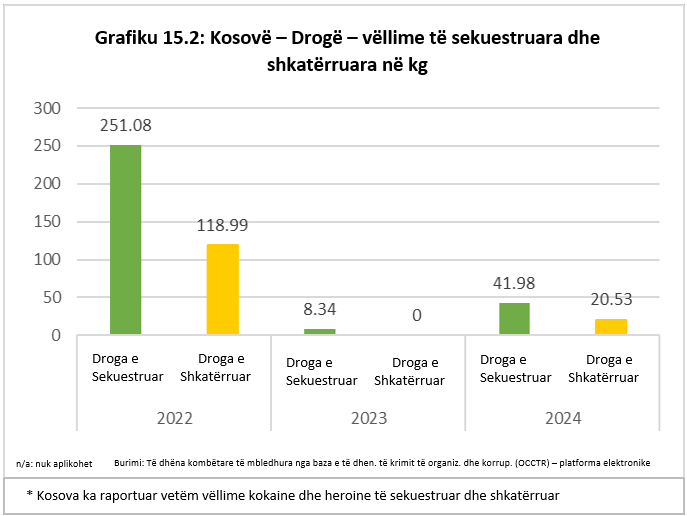 Grafiku 15.2: Kosovë – Drogë – vëllime të sekuestruara dhe
shkatërruara në kg
300
250
200
150
100
50
0
251.08
118.99
8.34
0
41.98
20.53
Droga e Sekuestruar
Droga e Shkatërruar
Droga e Sekuestruar
Droga e Shkatërruar
Droga e Sekuestruar
Droga e Shkatërruar
2022 2023 2024
n/a: nuk aplikohet Burimi: Të dhëna kombëtare të mbledhura nga baza e të dhen. të krimit të organiz. dhe korrup. (OCCTR) – platforma elektronike
* Kosova ka raportuar vetëm vëllime kokaine dhe heroine të sekuestruar dhe shkatërruar